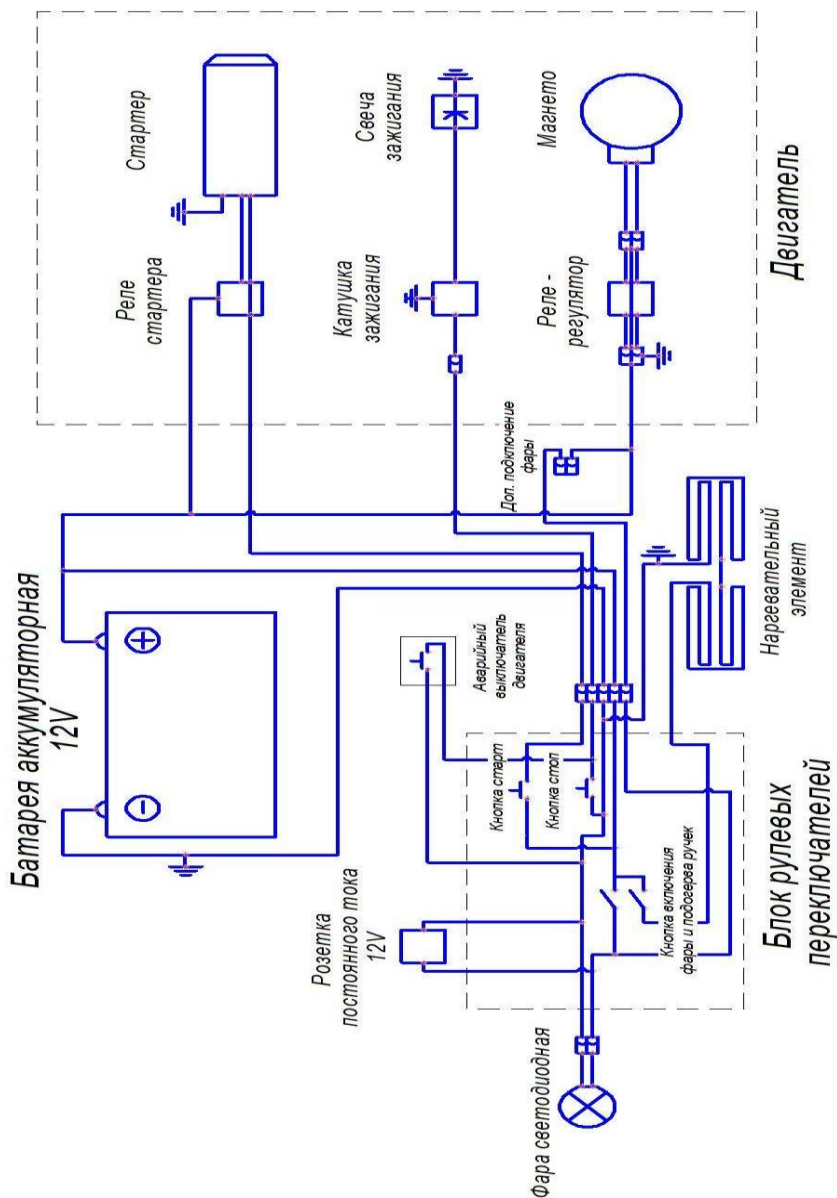 Батарея аккумуляторная
12V
Стартер
Реле
стартера
Свеча
зажигания
Катушка
зажигания
Магнето
Реле -
регулятор
Двигатель
Доп. подключение
фары
Аварийный
выключатель
двигателя
Наргевательный
элемент
Розетка
постоянного тока
12V
Кнопка старт
Кнопка стоп
Кнопка включения
фары и подогерва ручек
Блок рулевых
переключателей
Фара светодиодная